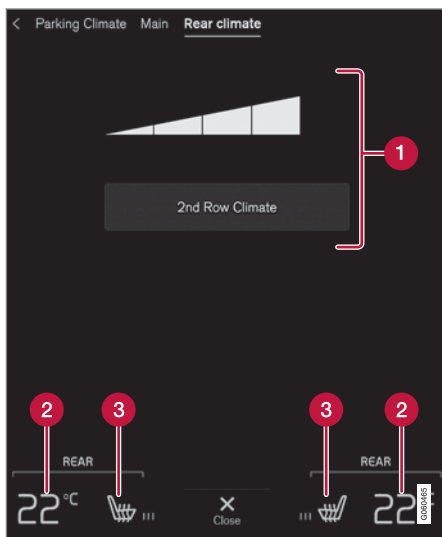 Parking Climate Main Rear climate
1
2nd Row Climate
2 3 3 2
REAR REAR
22°C 22
Close
G060465